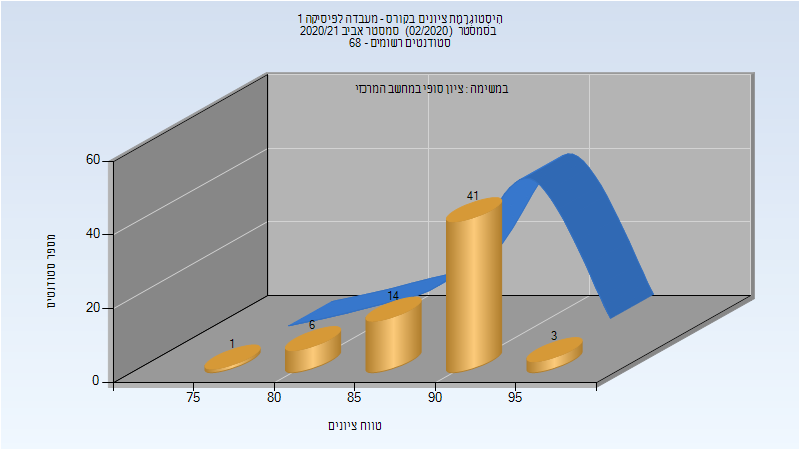 היסטוגרמת ציונים בקורס - מעבדה לפיסיקה 1
בסמסטר (02/2020) סמסטר אביב 2020/21
סטודנטים רשומים - 68
במשימה : ציון סופי במחשב המרכזי
60
40
20
0
מספר סטודנטים
1
6
14
41
3
75
80
85
90
95
טווח ציונים